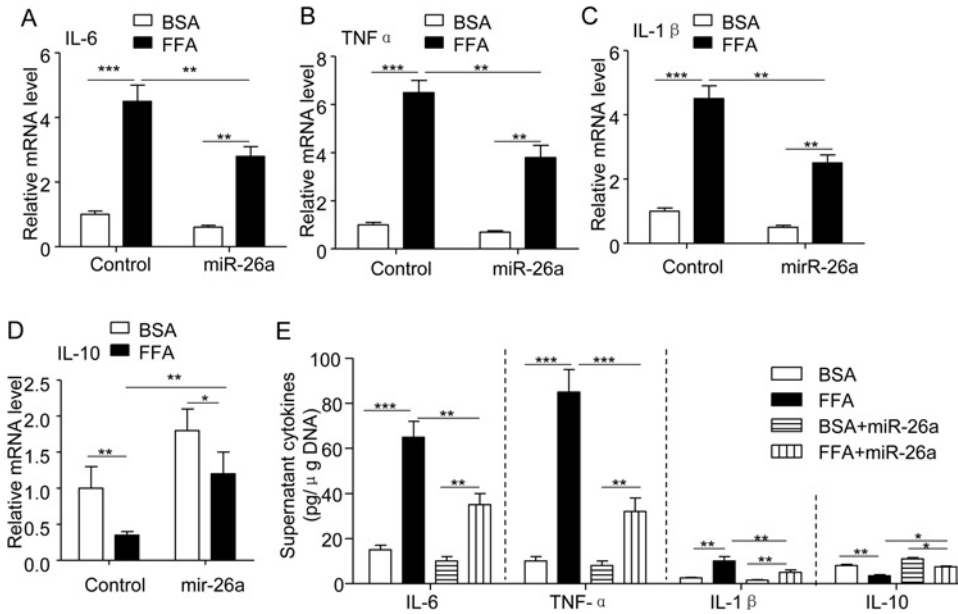 A
IL-6
BSA
FFA
Relative mRNA level
6
4
2
0
***
**
**
Control
miR-26a
B
TNF α
BSA
FFA
Relative mRNA level
8
6
4
2
0
***
**
**
Control
miR-26a
C
IL-1 β
BSA
FFA
Relative mRNA level
6
4
2
0
***
**
**
Control
mirR-26a
D
IL-10
BSA
FFA
Relative mRNA level
2.5
2.0
1.5
1.0
0.5
0.0
**
**
*
Control
mir-26a
E
Supernatant cytokines
(pg/ μ g DNA)
100
80
60
40
20
0
***
**
**
***
***
**
**
**
**
**
*
*
IL-6
TNF- α
IL-1 β
IL-10
BSA
FFA
BSA+miR-26a
FFA+miR-26a